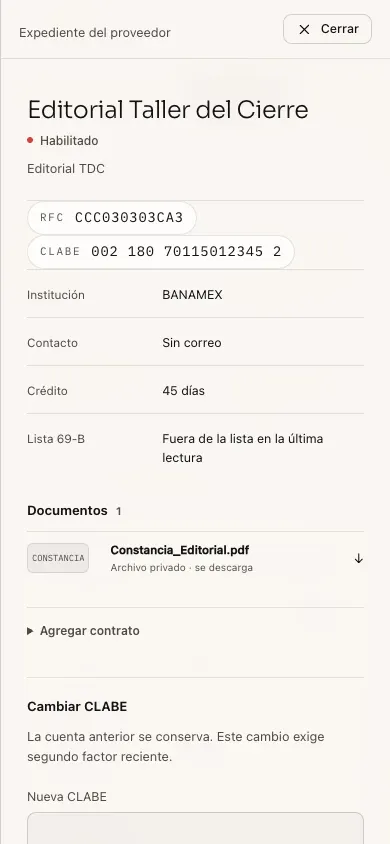 Expediente del proveedor
Cerrar
Editorial Taller del Cierre
Habilitado
Editorial TDC
RFC CCC030303CA3
CLABE 002 180 70115012345 2
Institución BANAMEX
Contacto Sin correo
Crédito 45 días
Lista 69-B Fuera de la lista en la última
lectura
Documentos 1
CONSTANCIA Constancia_Editorial.pdf
Archivo privado · se descarga
Agregar contrato
Cambiar CLABE
La cuenta anterior se conserva. Este cambio exige
segundo factor reciente.
Nueva CLABE